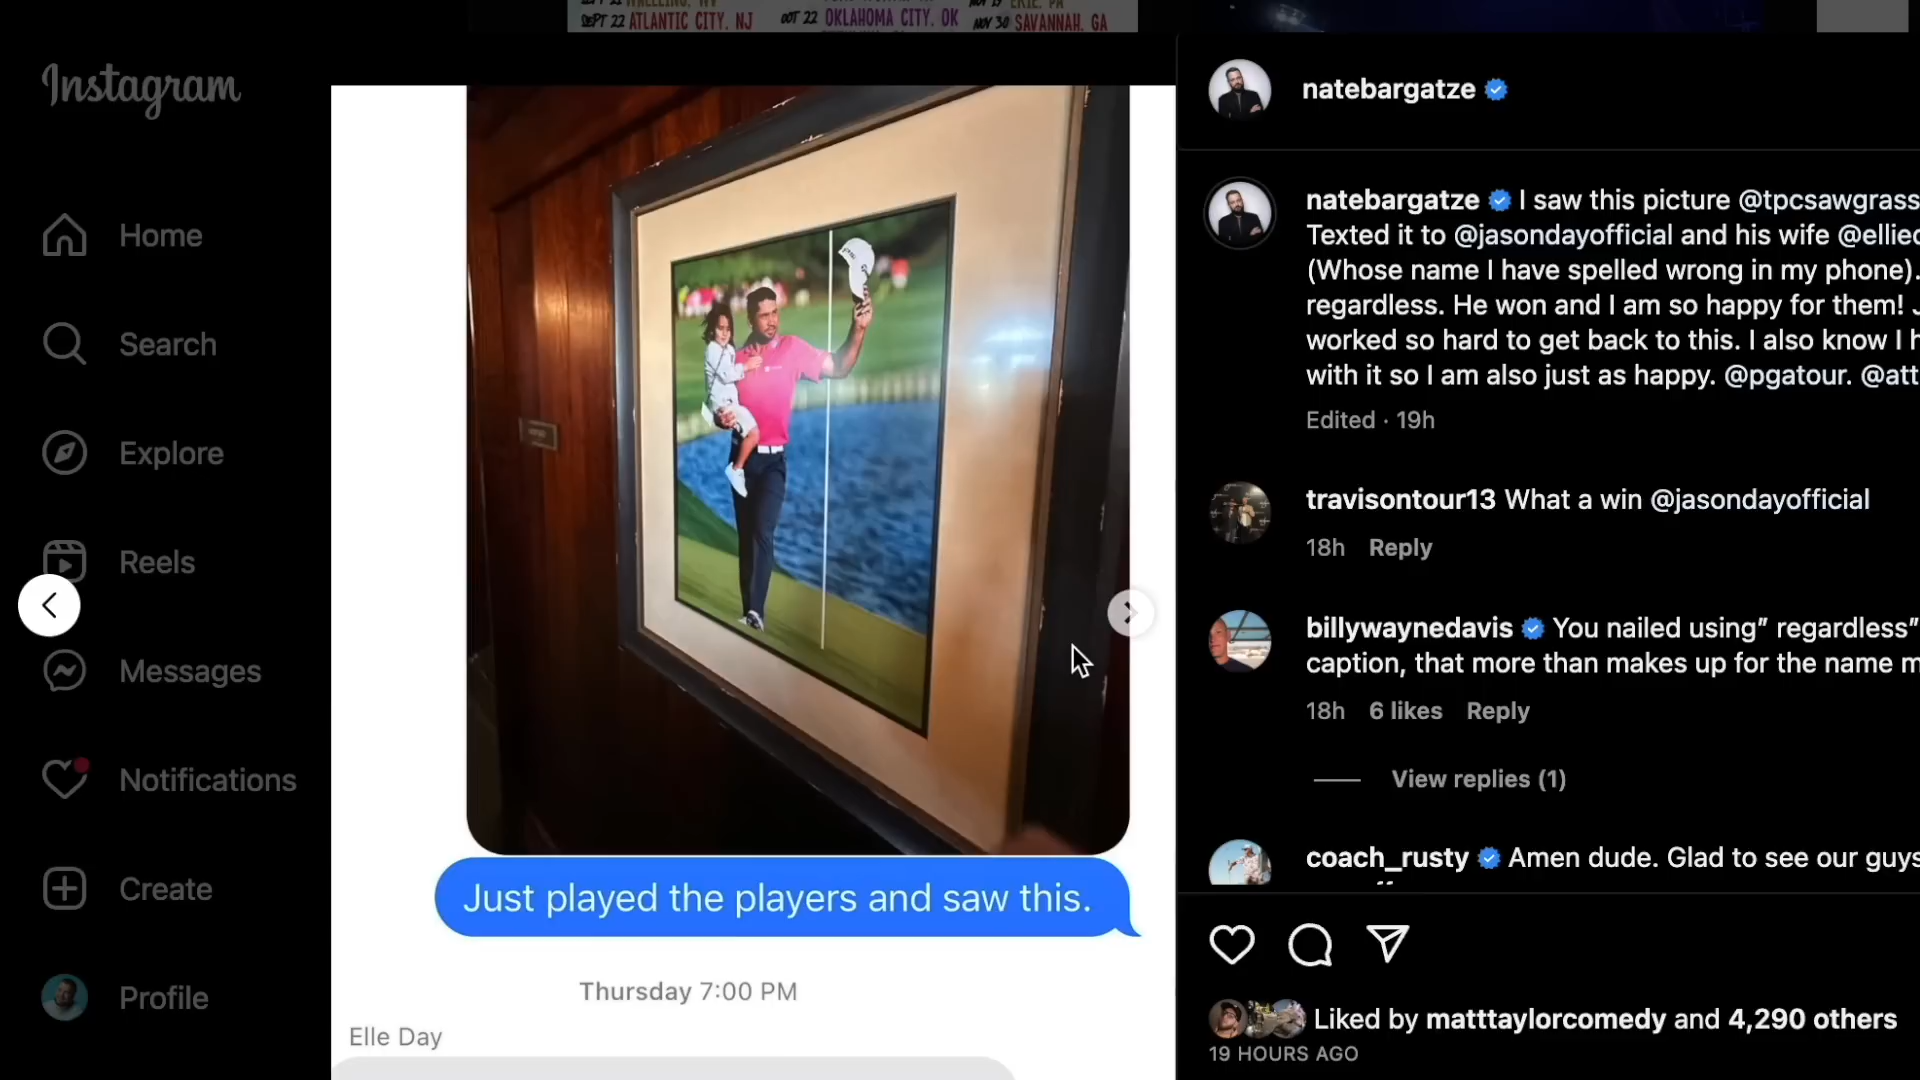 SEPT 22 ATLANTIC CITY, NJ
OCT 22 OKLAHOMA CITY, OK
NOV 30 SAVANNAH, GA
Instagram
Home
Search
Explore
Reels
Messages
Notifications
Create
Profile
Just played the players and saw this.
Thursday 7:00 PM
Elle Day
natebargatze
natebargatze I saw this picture @tpcsawgrass
Texted it to @jasondayofficial and his wife @ellied
(Whose name I have spelled wrong in my phone).
regardless. He won and I am so happy for them! J
worked so hard to get back to this. I also know I h
with it so I am also just as happy. @pgatour. @att
Edited · 19h
travisontour13 What a win @jasondayofficial
18h Reply
billywaynedavis You nailed using” regardless”
caption, that more than makes up for the name m
18h 6 likes Reply
View replies (1)
coach_rusty Amen dude. Glad to see our guys
Liked by matttaylorcomedy and 4,290 others
19 HOURS AGO